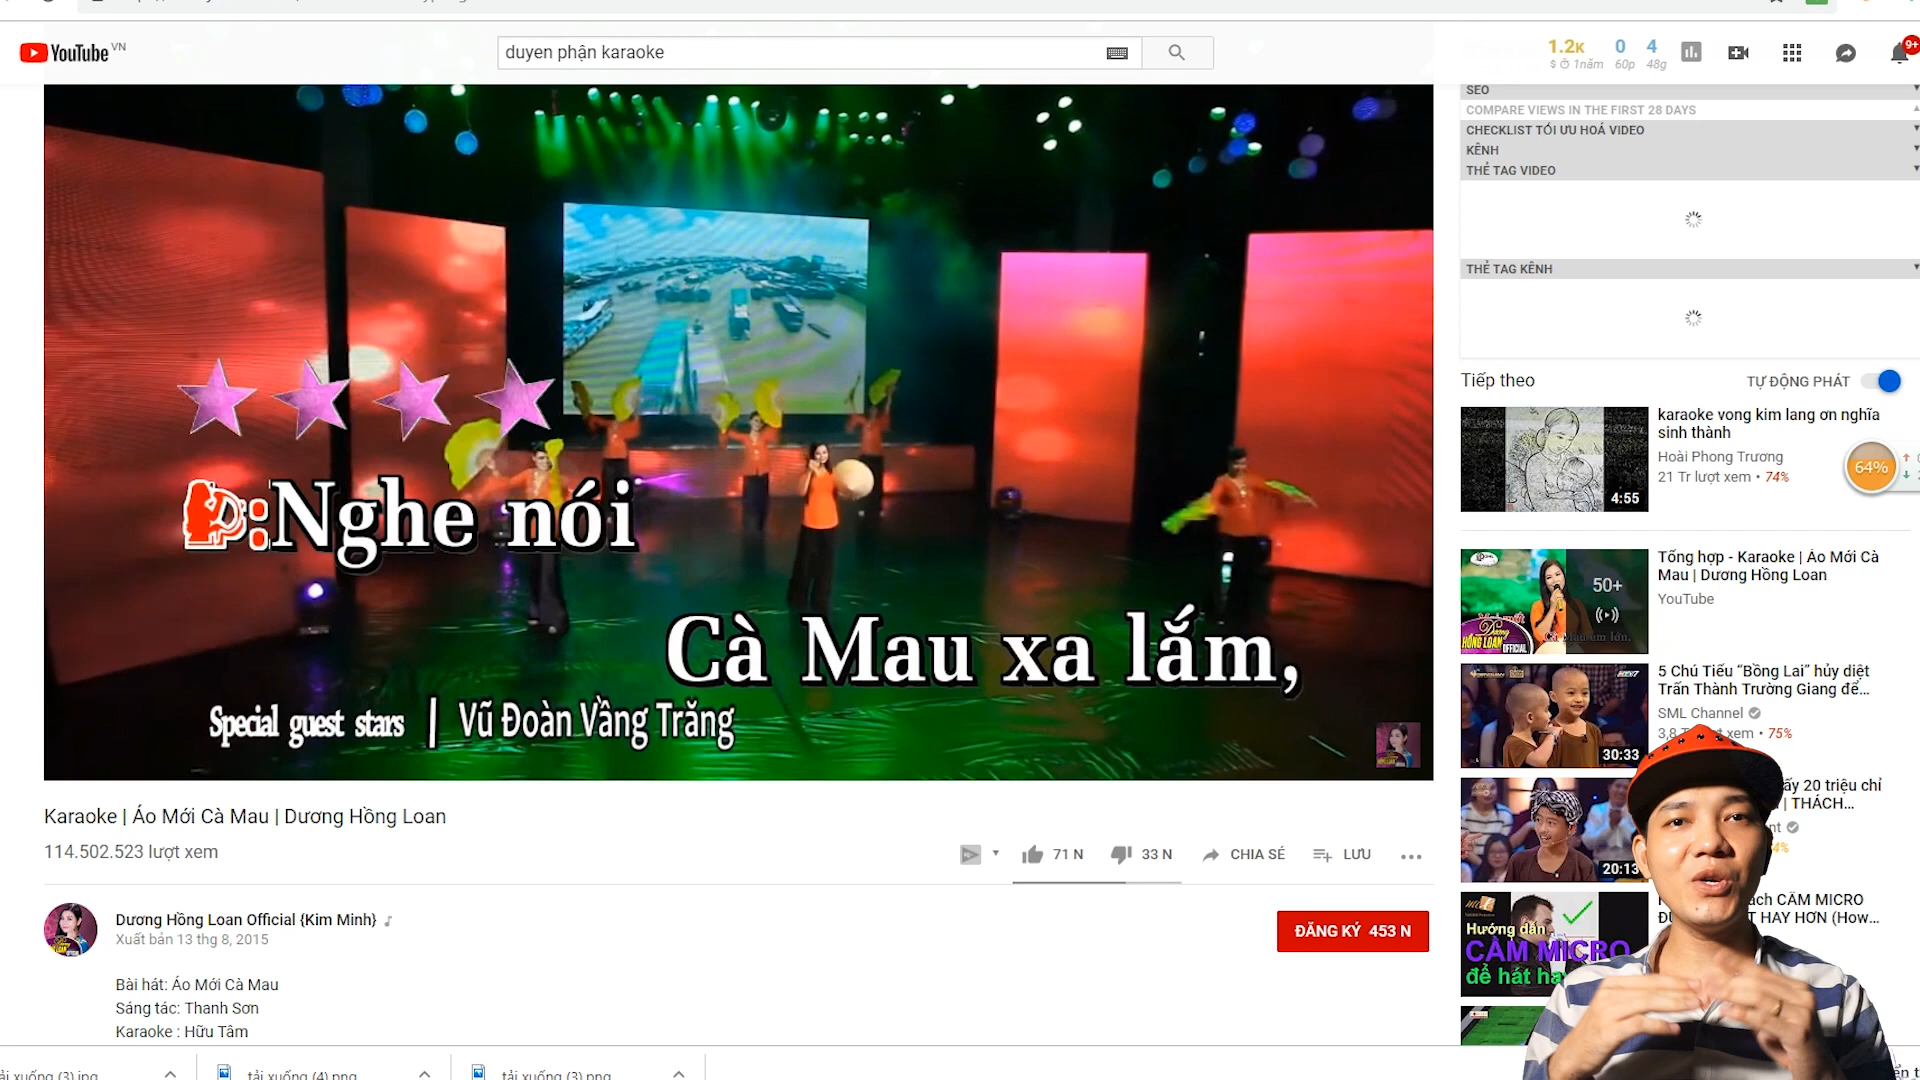 YouTube VN
duyen phận karaoke
1.2K
0
4
$ 1năm
60p
48g
9+
SEO
COMPARE VIEWS IN THE FIRST 28 DAYS
CHECKLIST TỐI ƯU HOÁ VIDEO
KÊNH
THẺ TAG VIDEO
THẺ TAG KÊNH
Đ:Nghe nói
Cà Mau xa lắm,
Special guest stars | Vũ Đoàn Vầng Trăng
Karaoke | Áo Mới Cà Mau | Dương Hồng Loan
114.502.523 lượt xem
71 N
33 N
CHIA SẺ
LƯU
Dương Hồng Loan Official {Kim Minh}
Xuất bản 13 thg 8, 2015
ĐĂNG KÝ 453 N
Bài hát: Áo Mới Cà Mau
Sáng tác: Thanh Sơn
Karaoke : Hữu Tâm
Tiếp theo
TỰ ĐỘNG PHÁT
karaoke vong kim lang ơn nghĩa
sinh thành
Hoài Phong Trương
21 Tr lượt xem • 74%
4:55
64%
Tổng hợp - Karaoke | Áo Mới Cà
Mau | Dương Hồng Loan
YouTube
50+
HỒNG LOAN
OFFICIAL
5 Chú Tiểu “Bồng Lai” hủy diệt
Trấn Thành Trường Giang để...
SML Channel
3,8 xem • 75%
30:33
ấy 20 triệu chỉ
| THÁCH...
20:13
ách CẦM MICRO
T HAY HƠN (How...
Hướng dẫn
CẦM MICRO
để hát ha
tải xuống (3).jpg
tải xuống (4).png
tải xuống (3).png